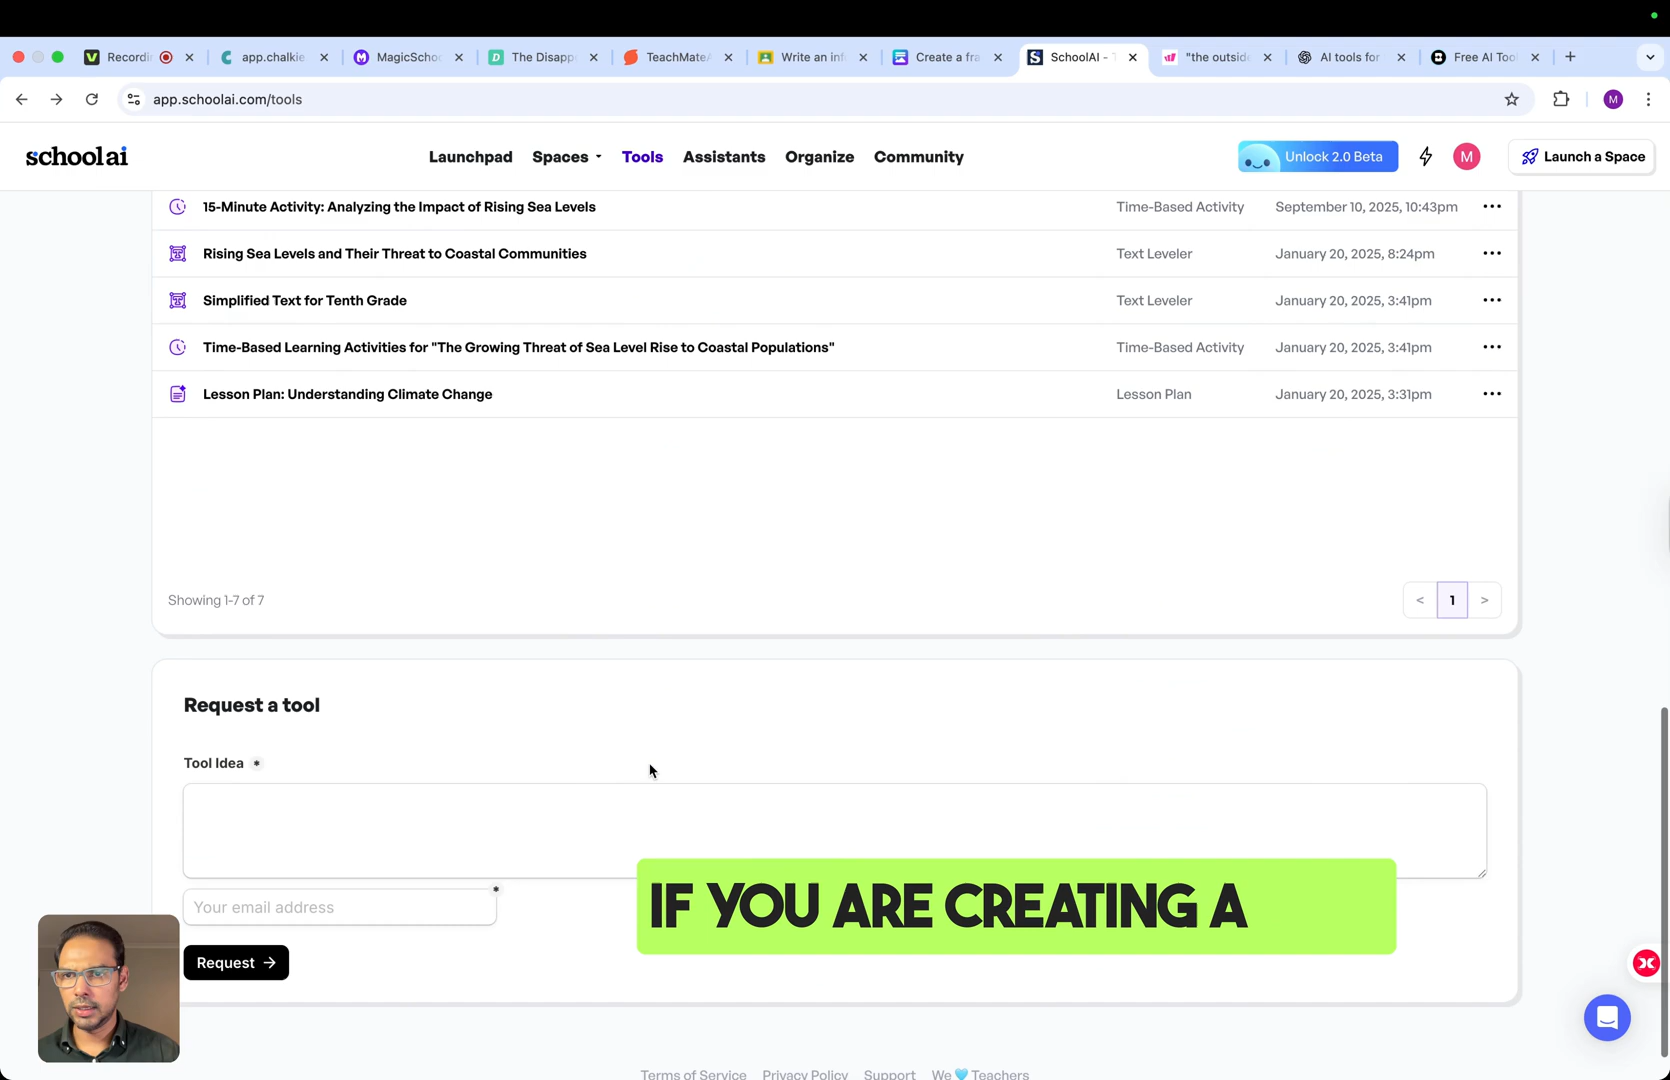 Recordin
app.chalkie
MagicSchoo
The Disapp
TeachMateA
Write an inf
Create a fra
SchoolAI - T
"the outside
AI tools for
Free AI Tool
app.schoolai.com/tools
M
school ai
Launchpad
Spaces
Tools
Assistants
Organize
Community
Unlock 2.0 Beta
M
Launch a Space
15-Minute Activity: Analyzing the Impact of Rising Sea Levels
Time-Based Activity
September 10, 2025, 10:43pm
Rising Sea Levels and Their Threat to Coastal Communities
Text Leveler
January 20, 2025, 8:24pm
Simplified Text for Tenth Grade
Text Leveler
January 20, 2025, 3:41pm
Time-Based Learning Activities for "The Growing Threat of Sea Level Rise to Coastal Populations"
Time-Based Activity
January 20, 2025, 3:41pm
Lesson Plan: Understanding Climate Change
Lesson Plan
January 20, 2025, 3:31pm
Showing 1-7 of 7
< 1 >
Request a tool
Tool Idea *
Your email address
*
IF YOU ARE CREATING A
Request →
Terms of Service
Privacy Policy
Support
We 🩵 Teachers